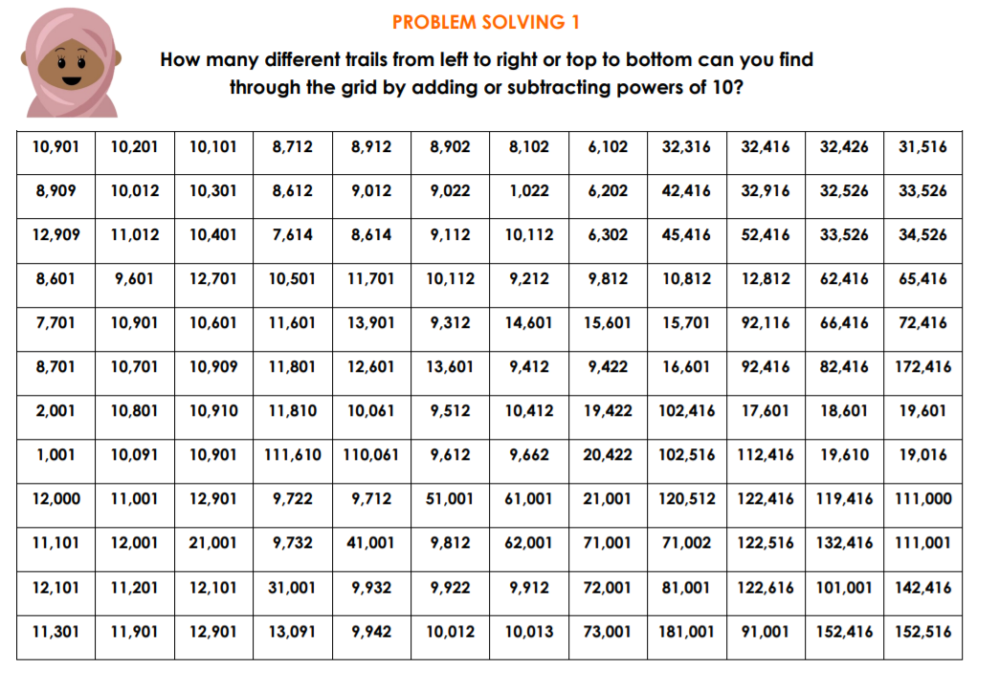 PROBLEM SOLVING 1
How many different trails from left to right or top to bottom can you find
through the grid by adding or subtracting powers of 10?
10,901 10,201 10,101 8,712 8,912 8,902 8,102 6,102 32,316 32,416 32,426 31,516
8,909 10,012 10,301 8,612 9,012 9,022 1,022 6,202 42,416 32,916 32,526 33,526
12,909 11,012 10,401 7,614 8,614 9,112 10,112 6,302 45,416 52,416 33,526 34,526
8,601 9,601 12,701 10,501 11,701 10,112 9,212 9,812 10,812 12,812 62,416 65,416
7,701 10,901 10,601 11,601 13,901 9,312 14,601 15,601 15,701 92,116 66,416 72,416
8,701 10,701 10,909 11,801 12,601 13,601 9,412 9,422 16,601 92,416 82,416 172,416
2,001 10,801 10,910 11,810 10,061 9,512 10,412 19,422 102,416 17,601 18,601 19,601
1,001 10,091 10,901 111,610 110,061 9,612 9,662 20,422 102,516 112,416 19,610 19,016
12,000 11,001 12,901 9,722 9,712 51,001 61,001 21,001 120,512 122,416 119,416 111,000
11,101 12,001 21,001 9,732 41,001 9,812 62,001 71,001 71,002 122,516 132,416 111,001
12,101 11,201 12,101 31,001 9,932 9,922 9,912 72,001 81,001 122,616 101,001 142,416
11,301 11,901 12,901 13,091 9,942 10,012 10,013 73,001 181,001 91,001 152,416 152,516